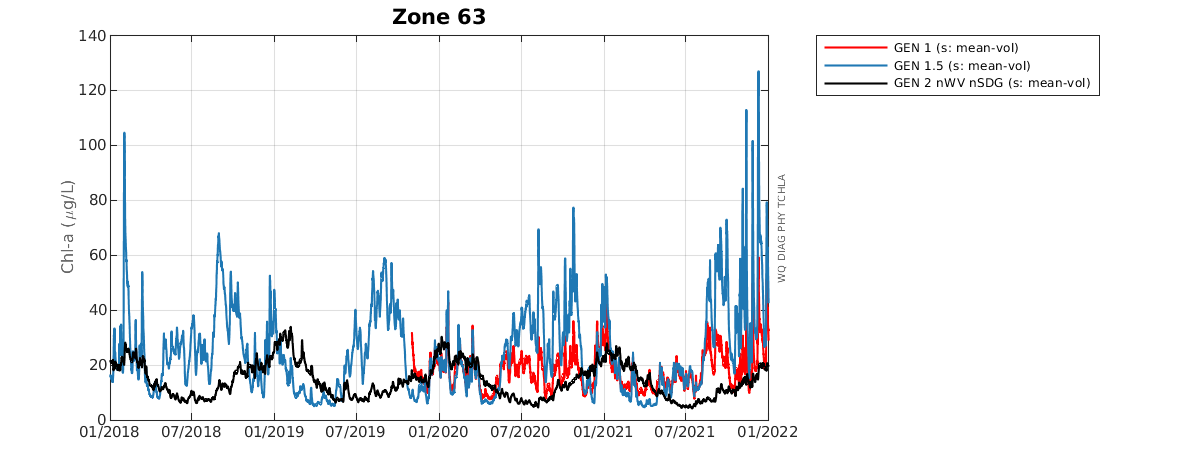 Zone 63
GEN 1 (s: mean-vol)
GEN 1.5 (s: mean-vol)
GEN 2 nWV nSDG (s: mean-vol)
140
120
100
80
60
40
20
0
Chl-a (μg/L)
WQ DIAG PHY TCHLA
01/2018 07/2018 01/2019 07/2019 01/2020 07/2020 01/2021 07/2021 01/2022